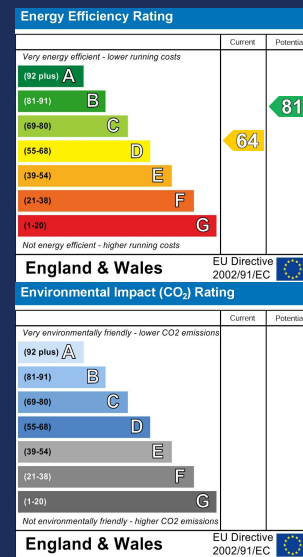 Energy Efficiency Rating
Current Potentia
Very energy efficient - lower running costs
(92 plus) A
(81-91) B
(69-80) C
(55-68) D
(39-54) E
(21-38) F
(1-20) G
64
81
Not energy efficient - higher running costs
England & Wales
EU Directive
2002/91/EC
Environmental Impact (CO₂) Rating
Current Potentia
Very environmentally friendly - lower CO2 emissions
(92 plus) A
(81-91) B
(69-80) C
(55-68) D
(39-54) E
(21-38) F
(1-20) G
Not environmentally friendly - higher CO2 emissions
England & Wales
EU Directive
2002/91/EC